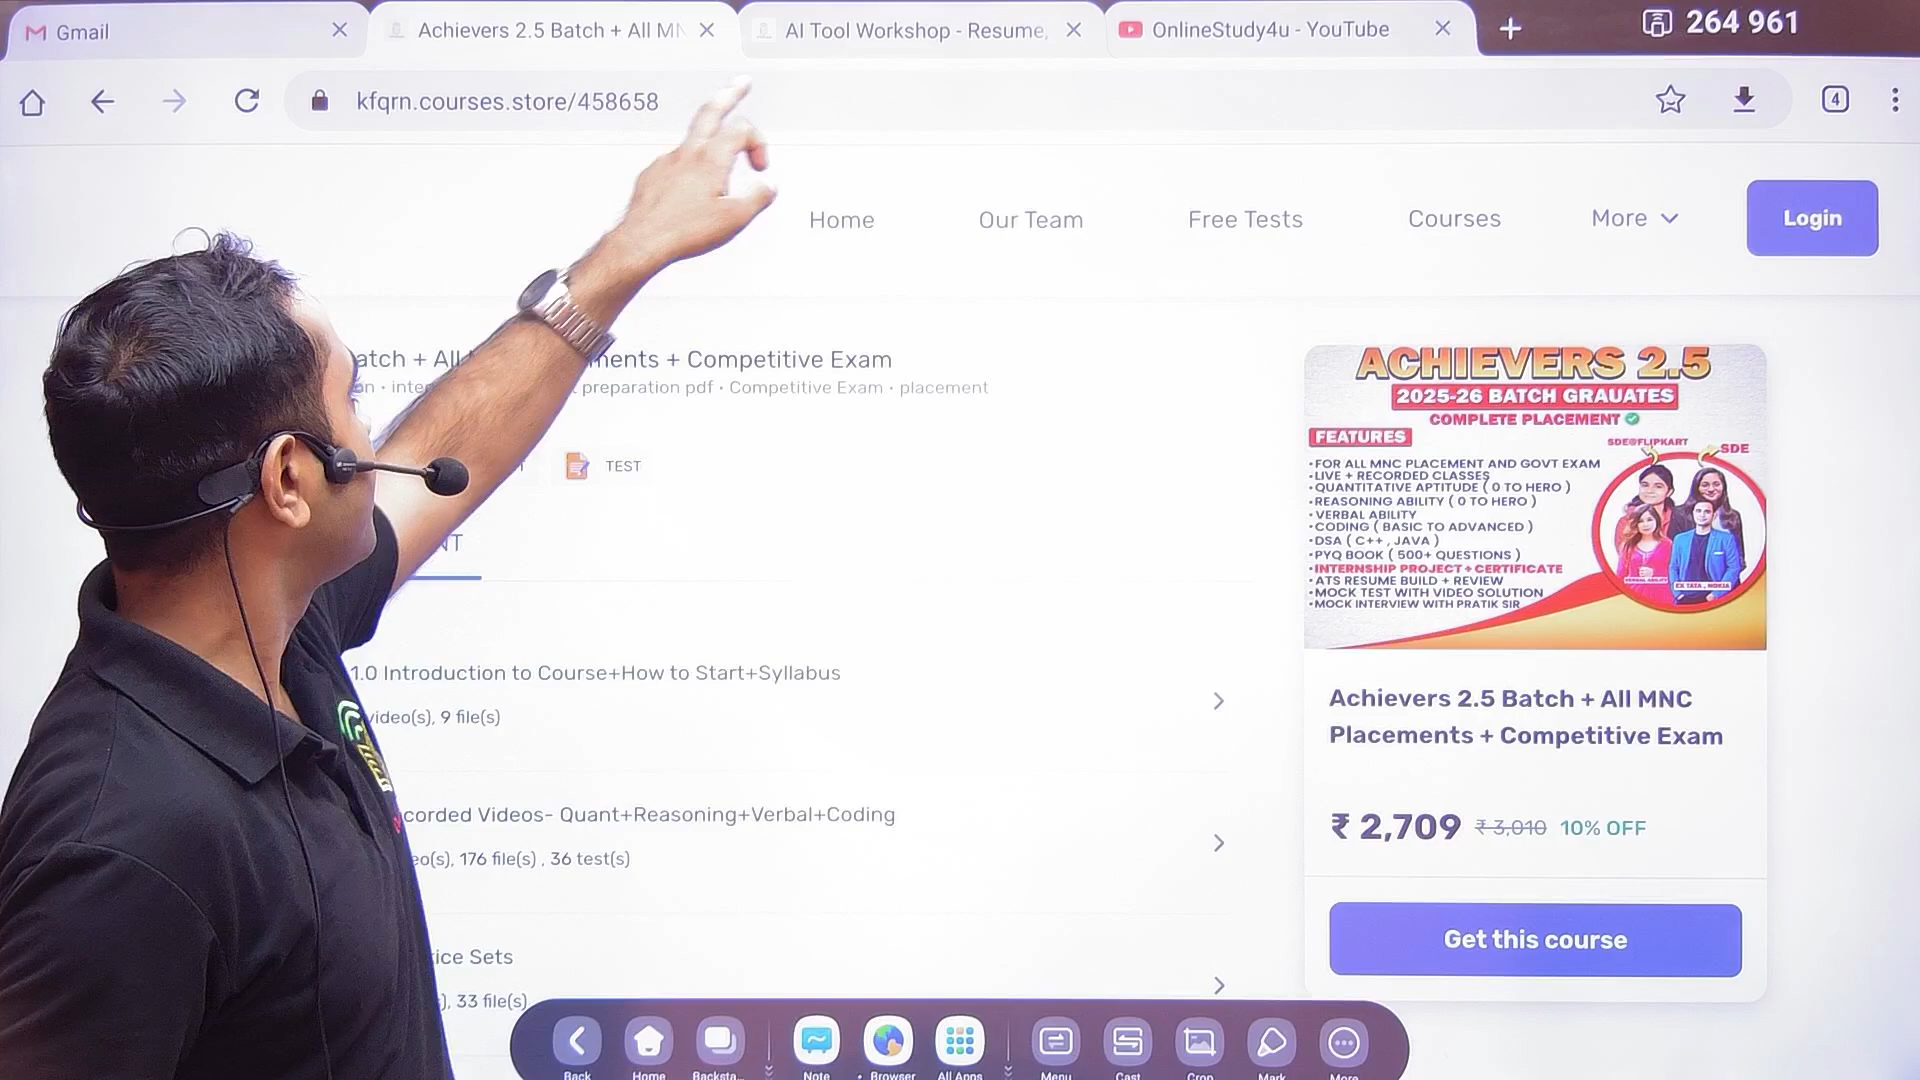 Gmail
Achievers 2.5 Batch + All MN
AI Tool Workshop - Resume,
OnlineStudy4u - YouTube
264 961
kfqrn.courses.store/458658
4
Home
Our Team
Free Tests
Courses
More
Login
atch + All
ments + Competitive Exam
preparation pdf • Competitive Exam • placement
TEST
NT
1.0 Introduction to Course+How to Start+Syllabus
video(s), 9 file(s)
corded Videos- Quant+Reasoning+Verbal+Coding
eo(s), 176 file(s) , 36 test(s)
ice Sets
), 33 file(s)
ACHIEVERS 2.5
2025-26 BATCH GRAUATES
COMPLETE PLACEMENT
FEATURES
SDE@FLIPKART
SDE
• FOR ALL MNC PLACEMENT AND GOVT EXAM
• LIVE + RECORDED CLASSES
• QUANTITATIVE APTITUDE ( 0 TO HERO )
• REASONING ABILITY ( 0 TO HERO )
• VERBAL ABILITY
• CODING ( BASIC TO ADVANCED )
• DSA ( C++ , JAVA )
• PYQ BOOK ( 500+ QUESTIONS )
• INTERNSHIP PROJECT + CERTIFICATE
• ATS RESUME BUILD + REVIEW
• MOCK TEST WITH VIDEO SOLUTION
• MOCK INTERVIEW WITH PRATIK SIR
VERBAL ABILITY
EX TATA , NOKIA
Achievers 2.5 Batch + All MNC
Placements + Competitive Exam
₹ 2,709 ₹ 3,010 10% OFF
Get this course
Back
Home
Backsta...
Note
• Browser
All Apps
Menu
Cast
Crop
Mark
More